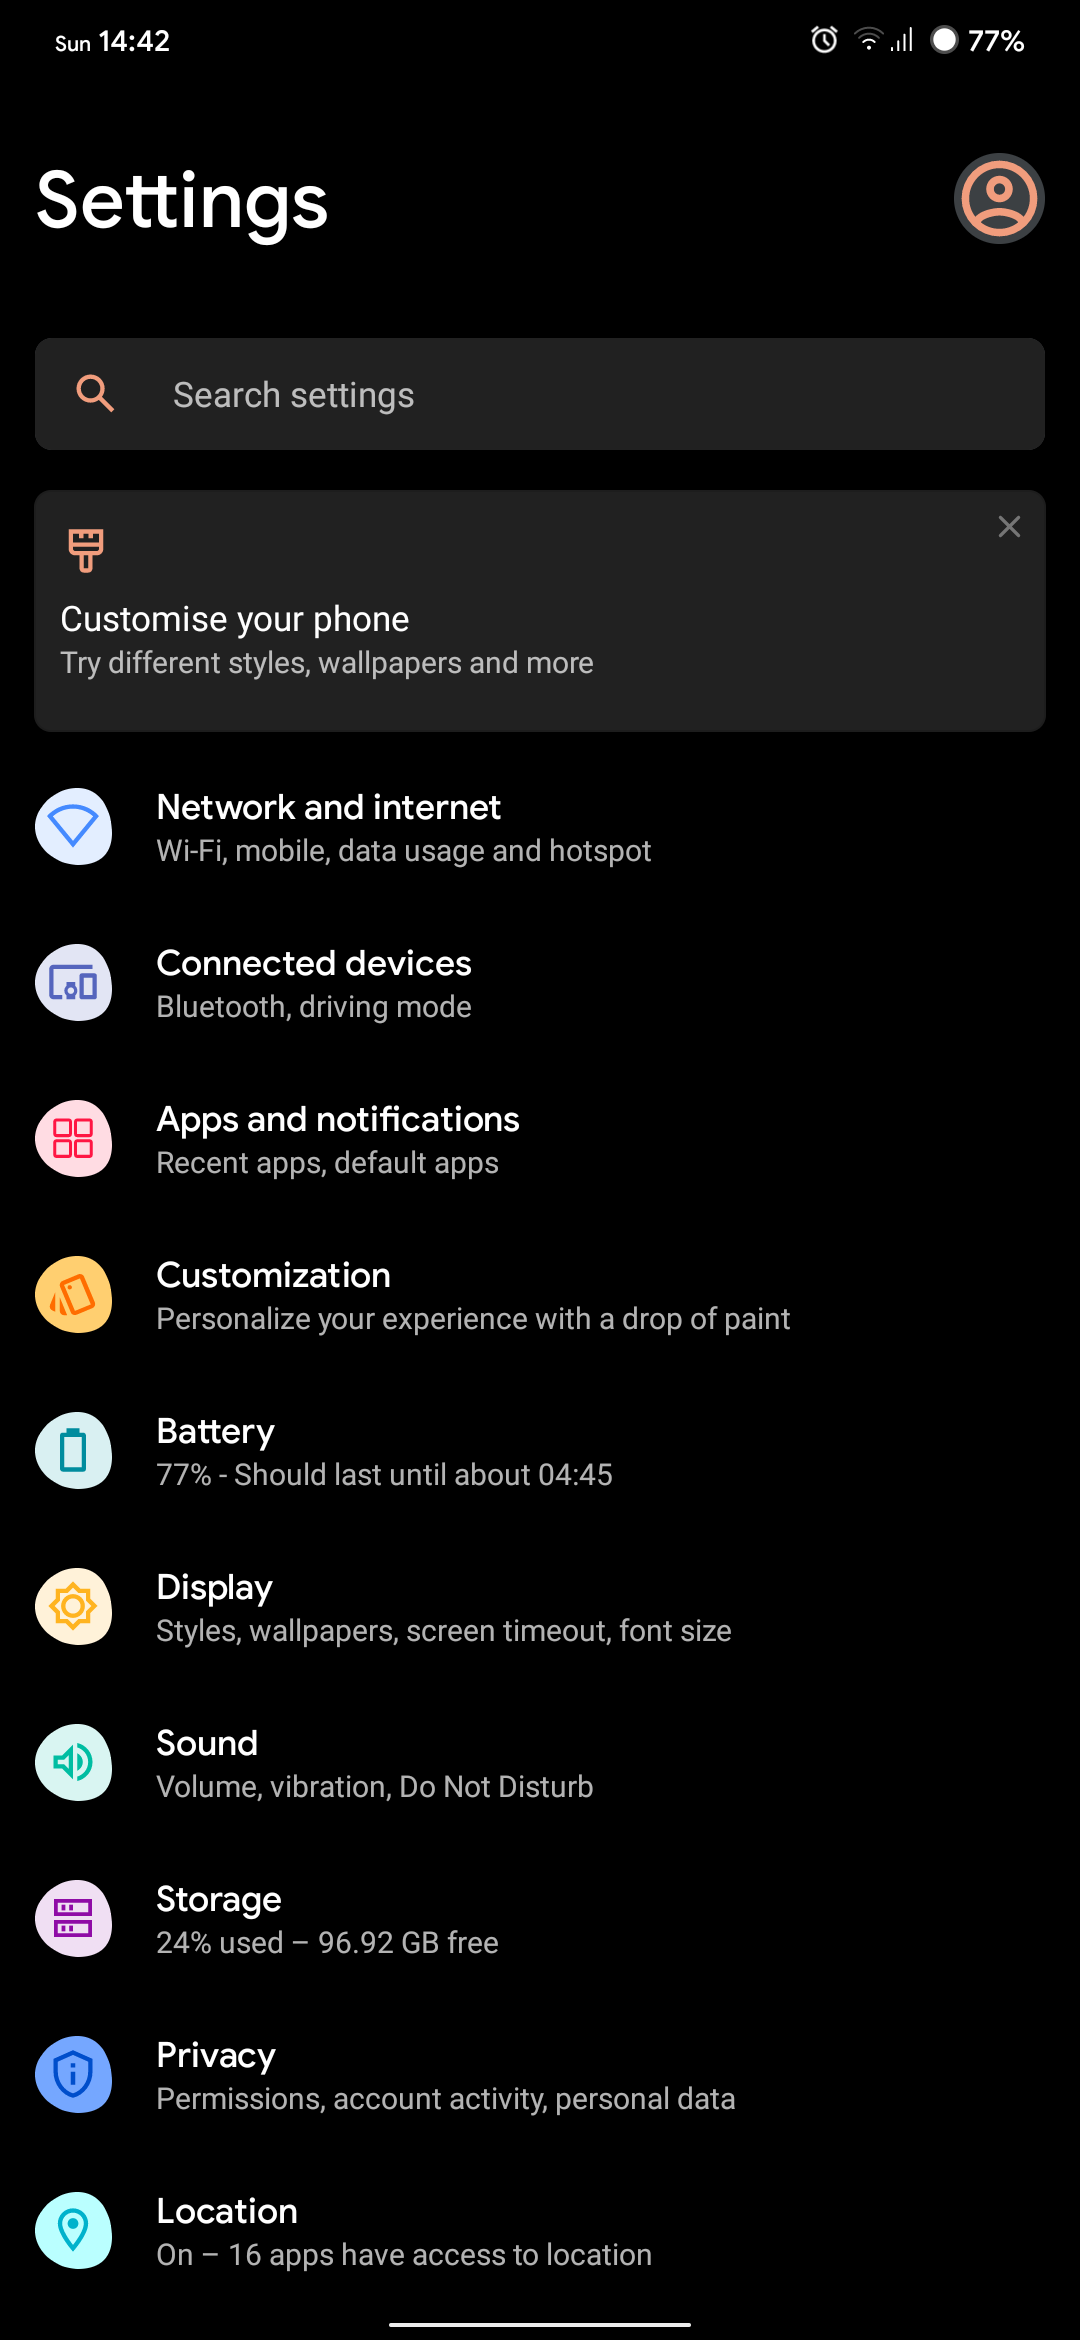 Sun 14:42
77%
Settings
Search settings
Customise your phone
Try different styles, wallpapers and more
Network and internet
Wi-Fi, mobile, data usage and hotspot
Connected devices
Bluetooth, driving mode
Apps and notifications
Recent apps, default apps
Customization
Personalize your experience with a drop of paint
Battery
77% - Should last until about 04:45
Display
Styles, wallpapers, screen timeout, font size
Sound
Volume, vibration, Do Not Disturb
Storage
24% used – 96.92 GB free
Privacy
Permissions, account activity, personal data
Location
On – 16 apps have access to location